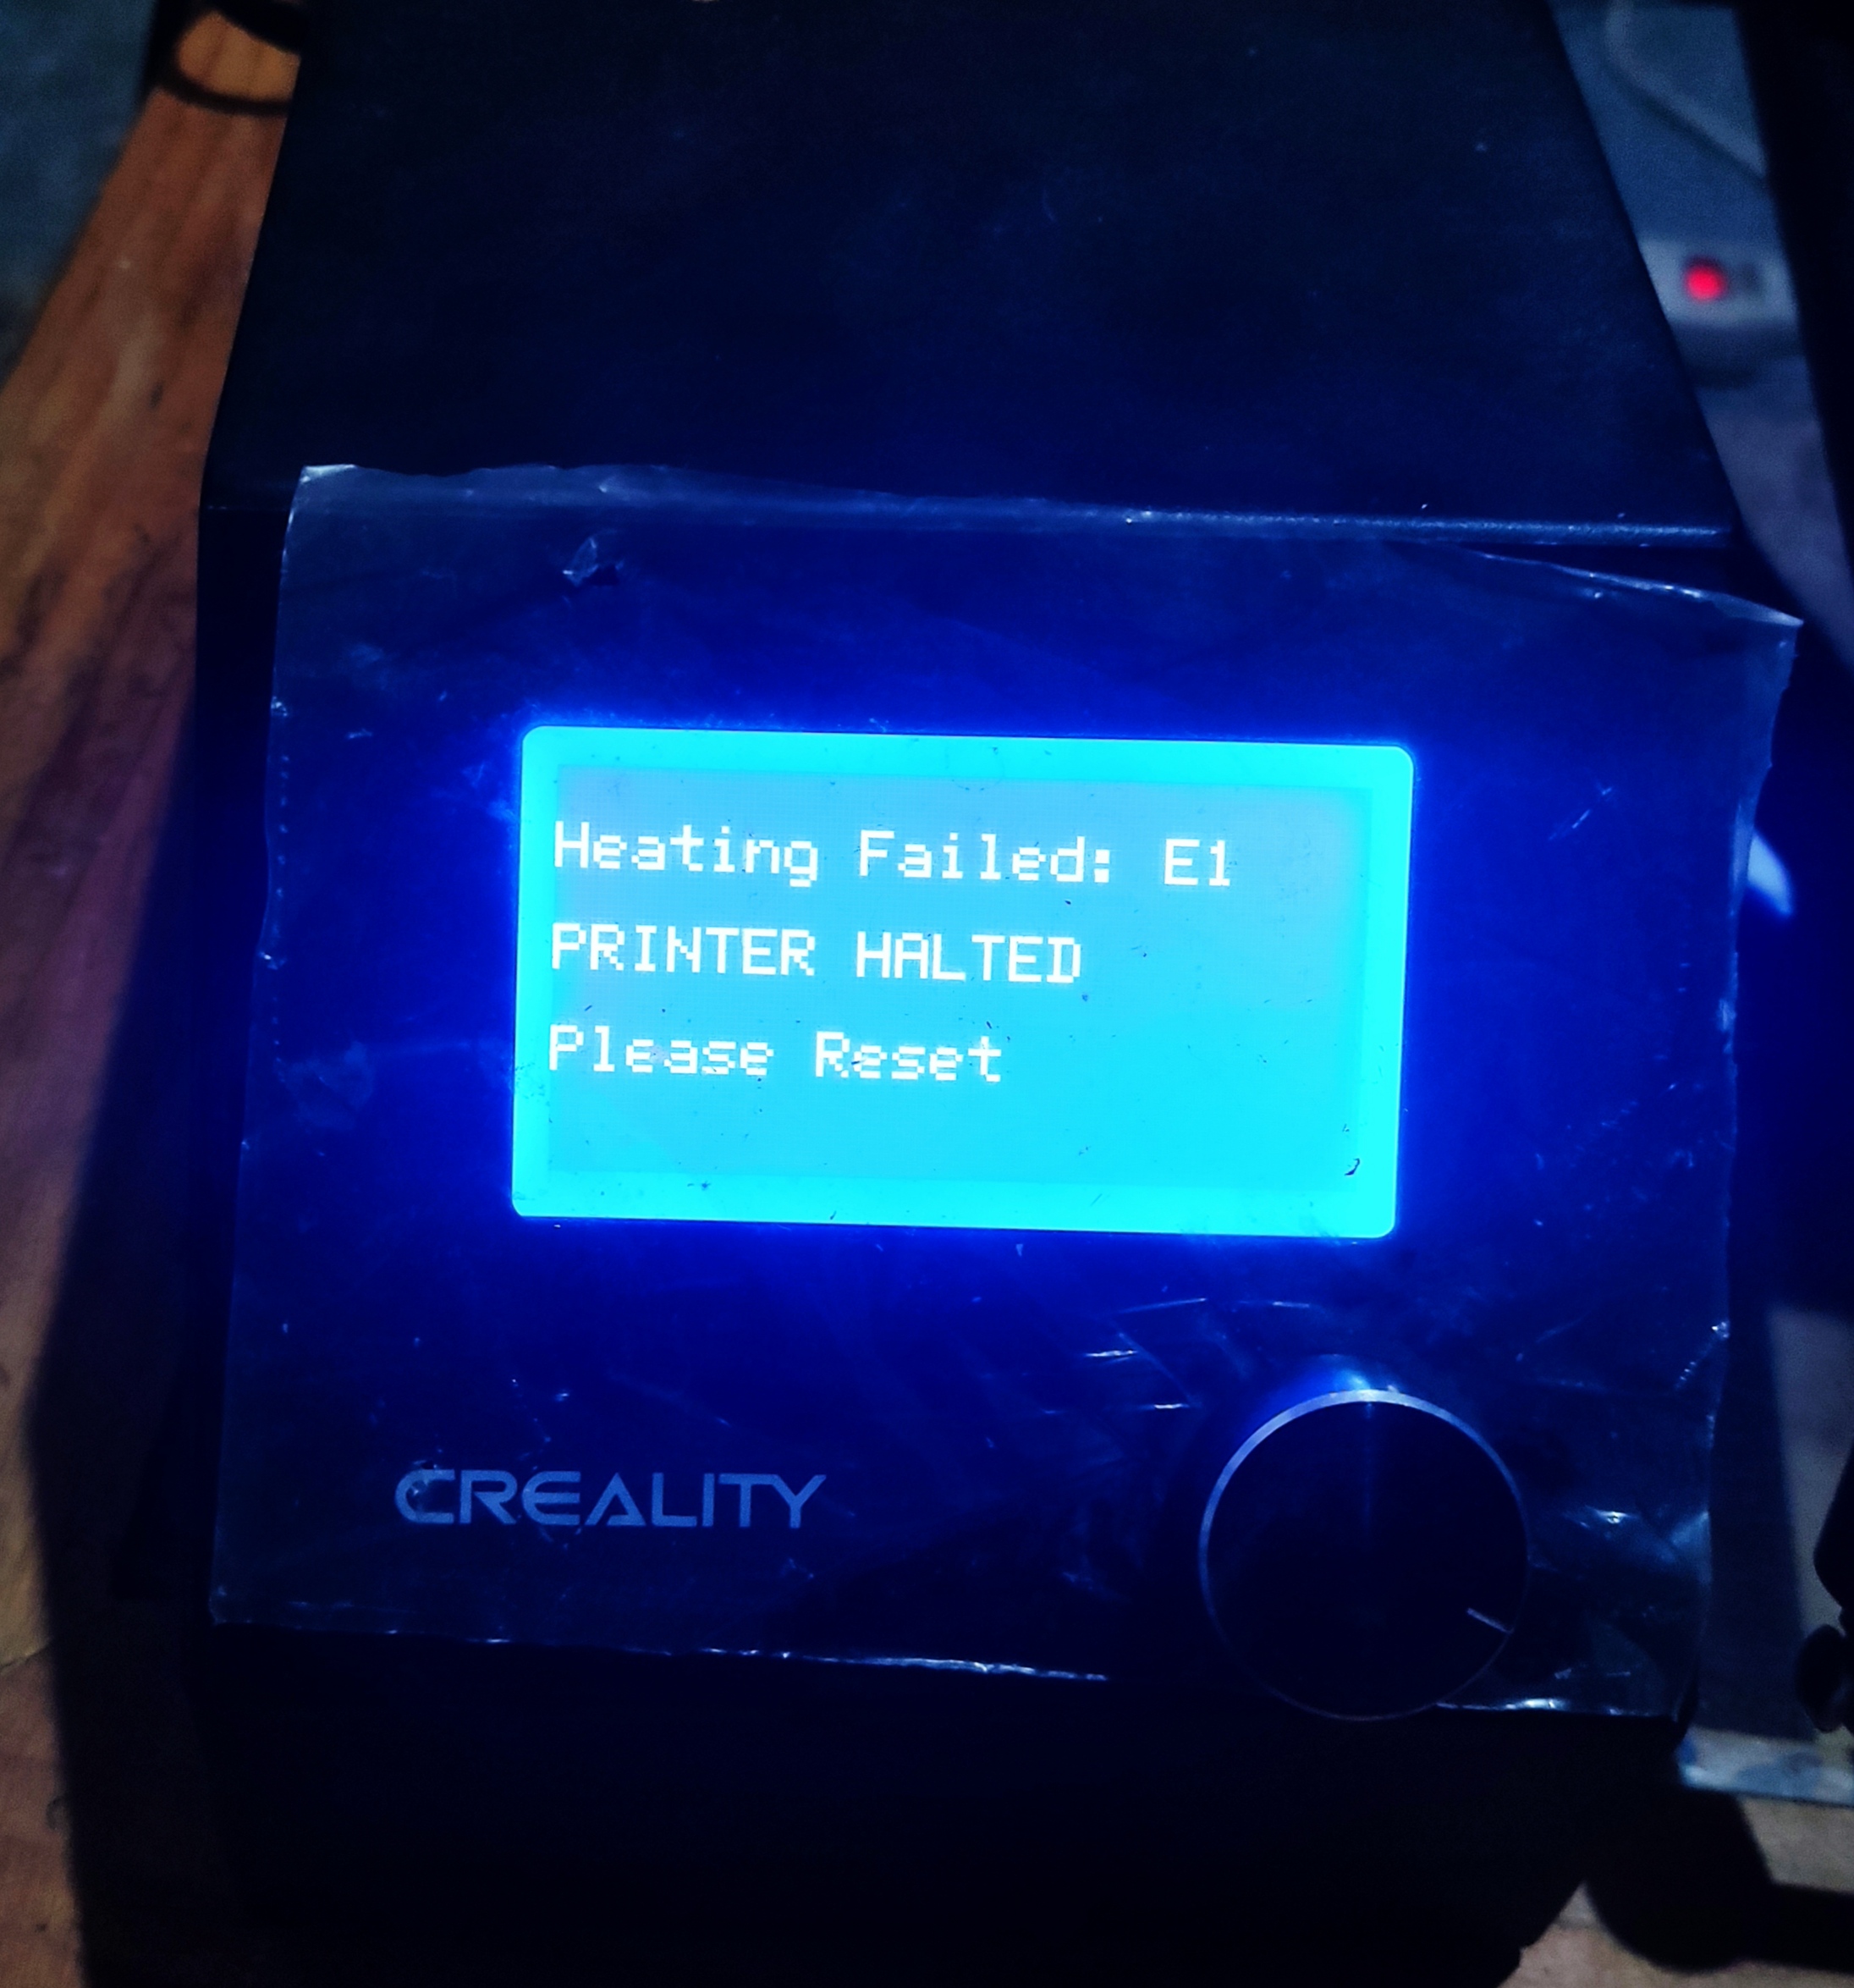 Heating Failed: E1
PRINTER HALTED
Please Reset
CREALITY